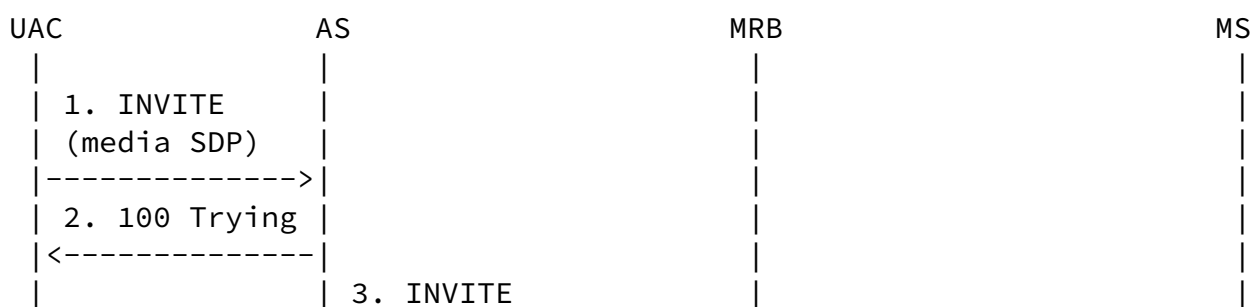 UAC AS MRB MS
1. INVITE
(media SDP)
2. 100 Trying
3. INVITE